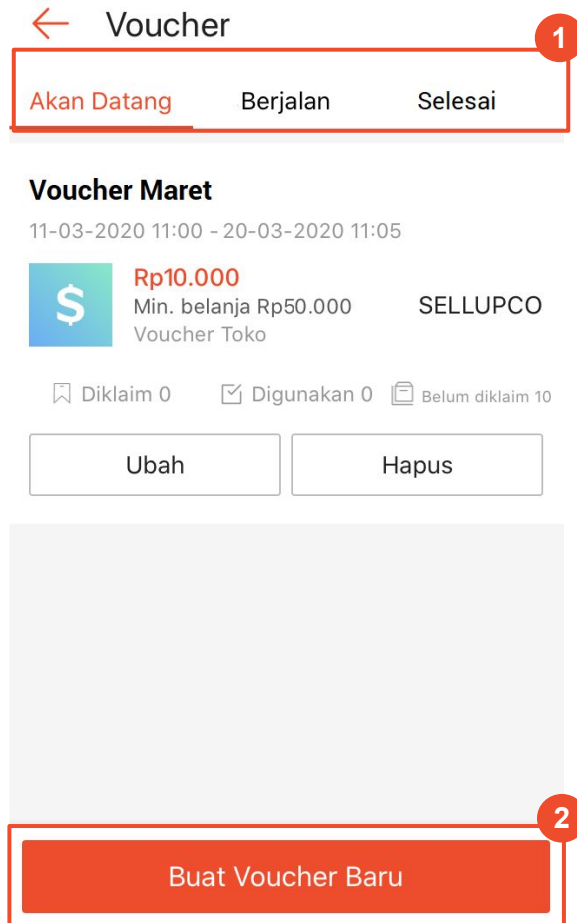 Voucher
1
Akan Datang Berjalan Selesai
Voucher Maret
11-03-2020 11:00 - 20-03-2020 11:05
$
Rp10.000
Min. belanja Rp50.000
Voucher Toko
SELLUPCO
Diklaim 0 Digunakan 0 Belum diklaim 10
Ubah Hapus
2
Buat Voucher Baru